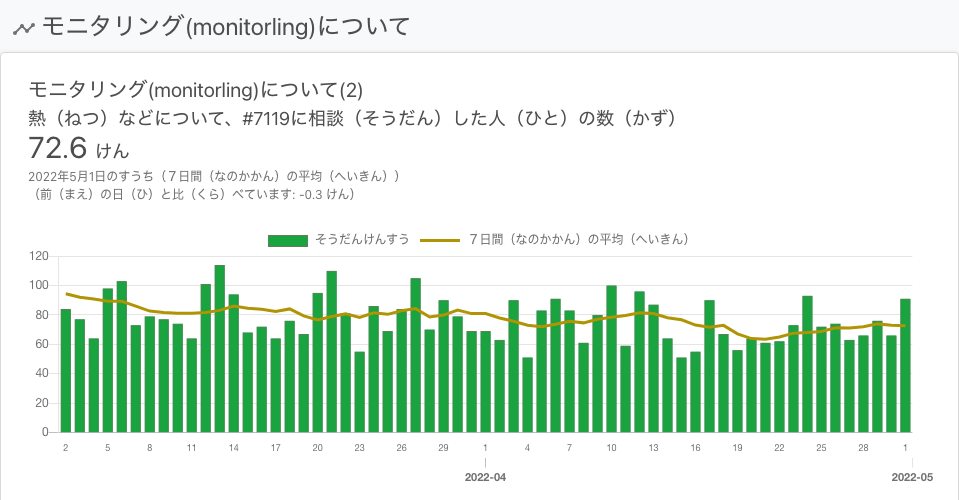 モニタリング(monitorling)について
モニタリング(monitorling)について(2)
熱（ねつ）などについて、#7119に相談（そうだん）した人（ひと）の数（かず）
72.6 けん
2022年5月1日のすうち（７日間（なのかかん）の平均（へいきん））
（前（まえ）の日（ひ）と比（くら）べています: -0.3 けん）
そうだんけんすう ７日間（なのかかん）の平均（へいきん）
120
100
80
60
40
20
0
2 5 8 11 14 17 20 23 26 29 1 4 7 10 13 16 19 22 25 28 1
2022-04 2022-05